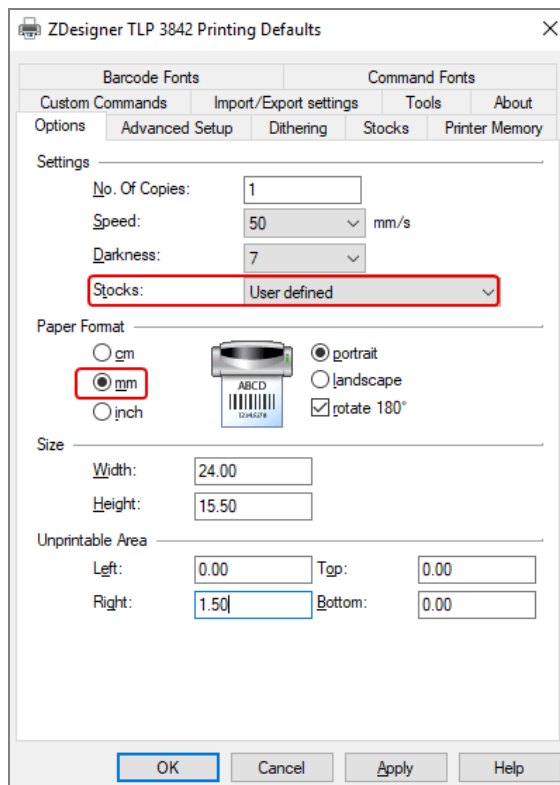 ZDesigner TLP 3842 Printing Defaults
Barcode Fonts Command Fonts
Custom Commands Import/Export settings Tools About
Options Advanced Setup Dithering Stocks Printer Memory
Settings
No. Of Copies: 1
Speed: 50 mm/s
Darkness: 7
Stocks: User defined
Paper Format
cm portrait
mm landscape
inch rotate 180°
ABCD
12345678
Size
Width: 24.00
Height: 15.50
Unprintable Area
Left: 0.00 Top: 0.00
Right: 1.50 Bottom: 0.00
OK Cancel Apply Help